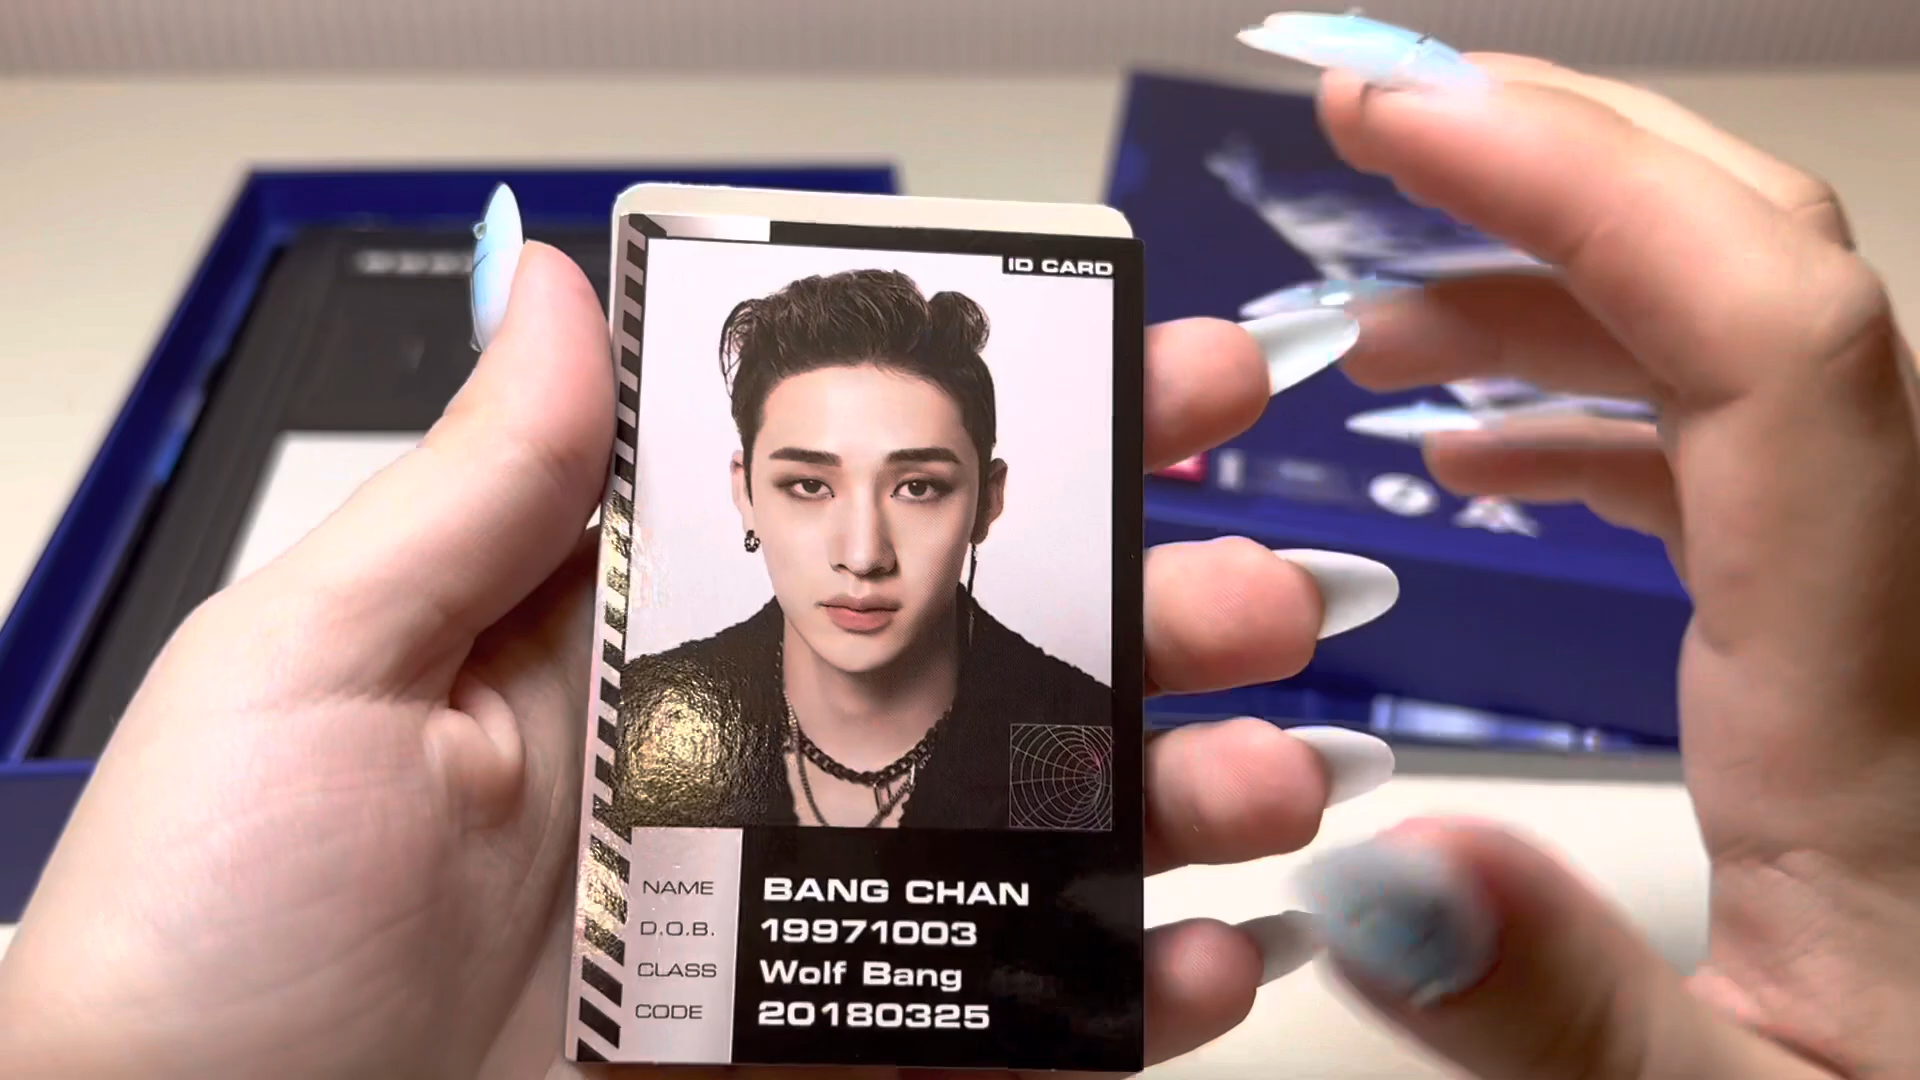 ID CARD
NAME BANG CHAN
D.O.B. 19971003
CLASS Wolf Bang
CODE 20180325